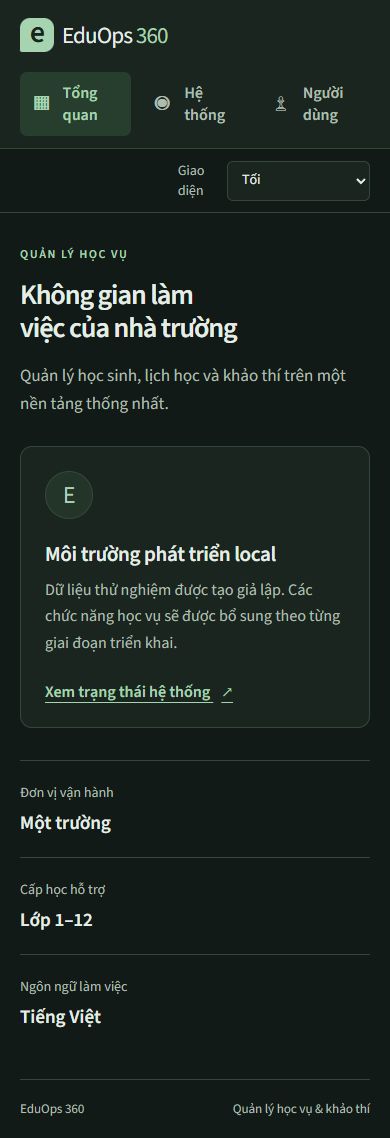 e EduOps 360
Tổng
quan
Hệ
thống
Người
dùng
Giao
diện
Tối
QUẢN LÝ HỌC VỤ
Không gian làm
việc của nhà trường
Quản lý học sinh, lịch học và khảo thí trên một
nền tảng thống nhất.
E
Môi trường phát triển local
Dữ liệu thử nghiệm được tạo giả lập. Các
chức năng học vụ sẽ được bổ sung theo từng
giai đoạn triển khai.
Xem trạng thái hệ thống ↗
Đơn vị vận hành
Một trường
Cấp học hỗ trợ
Lớp 1–12
Ngôn ngữ làm việc
Tiếng Việt
EduOps 360
Quản lý học vụ & khảo thí